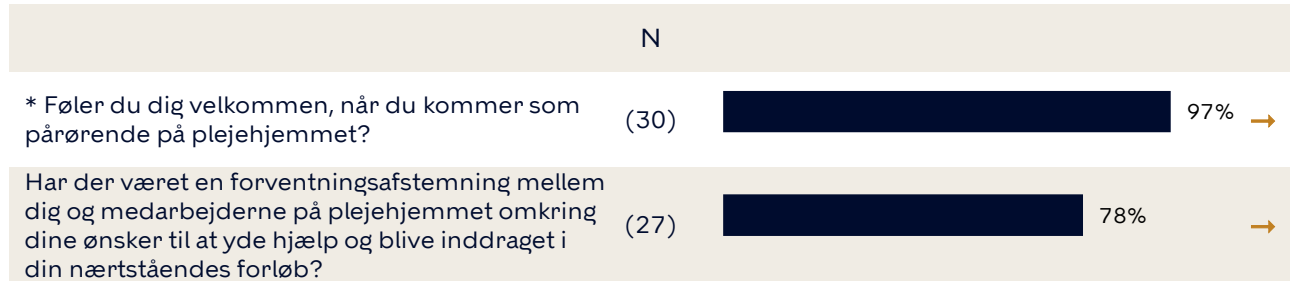 N
* Føler du dig velkommen, når du kommer som
pårørende på plejehjemmet?
(30)
97% →
Har der været en forventningsafstemning mellem
dig og medarbejderne på plejehjemmet omkring
dine ønsker til at yde hjælp og blive inddraget i
din nærtståendes forløb?
(27)
78% →